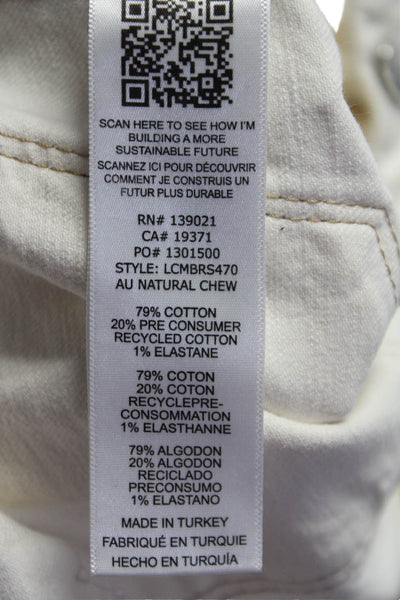 SCAN HERE TO SEE HOW I'M
BUILDING A MORE
SUSTAINABLE FUTURE
SCANNEZ ICI POUR DÉCOUVRIR
COMMENT JE CONSTRUIS UN
FUTUR PLUS DURABLE
RN# 139021
CA# 19371
PO# 1301500
STYLE: LCMBRS470
AU NATURAL CHEW
79% COTTON
20% PRE CONSUMER
RECYCLED COTTON
1% ELASTANE
79% COTON
20% COTON
RECYCLEPRE-
CONSOMMATION
1% ELASTHANNE
79% ALGODON
20% ALGODON
RECICLADO
PRECONSUMO
1% ELASTANO
MADE IN TURKEY
FABRIQUÉ EN TURQUIE
HECHO EN TURQUÍA